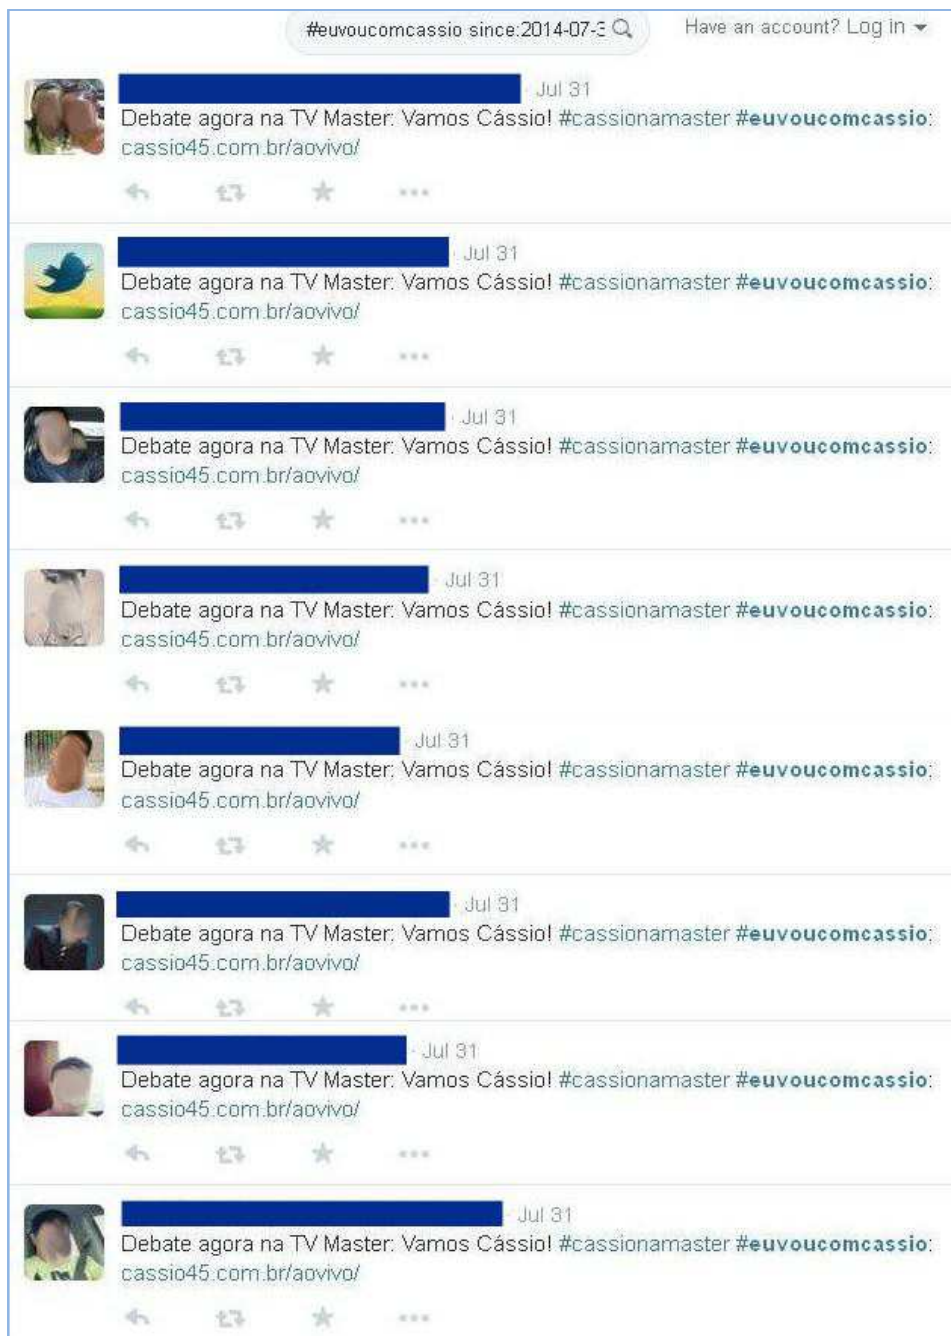 #euvoucomcassio since:2014-07-3
Have an account? Log in
Jul 31
Debate agora na TV Master: Vamos Cássio! #cassionamaster #euvoucomcassio:
cassio45.com.br/aovivo/
Jul 31
Debate agora na TV Master: Vamos Cássio! #cassionamaster #euvoucomcassio:
cassio45.com.br/aovivo/
Jul 31
Debate agora na TV Master: Vamos Cássio! #cassionamaster #euvoucomcassio:
cassio45.com.br/aovivo/
Jul 31
Debate agora na TV Master: Vamos Cássio! #cassionamaster #euvoucomcassio:
cassio45.com.br/aovivo/
Jul 31
Debate agora na TV Master: Vamos Cássio! #cassionamaster #euvoucomcassio:
cassio45.com.br/aovivo/
Jul 31
Debate agora na TV Master: Vamos Cássio! #cassionamaster #euvoucomcassio:
cassio45.com.br/aovivo/
Jul 31
Debate agora na TV Master: Vamos Cássio! #cassionamaster #euvoucomcassio:
cassio45.com.br/aovivo/
Jul 31
Debate agora na TV Master: Vamos Cássio! #cassionamaster #euvoucomcassio:
cassio45.com.br/aovivo/